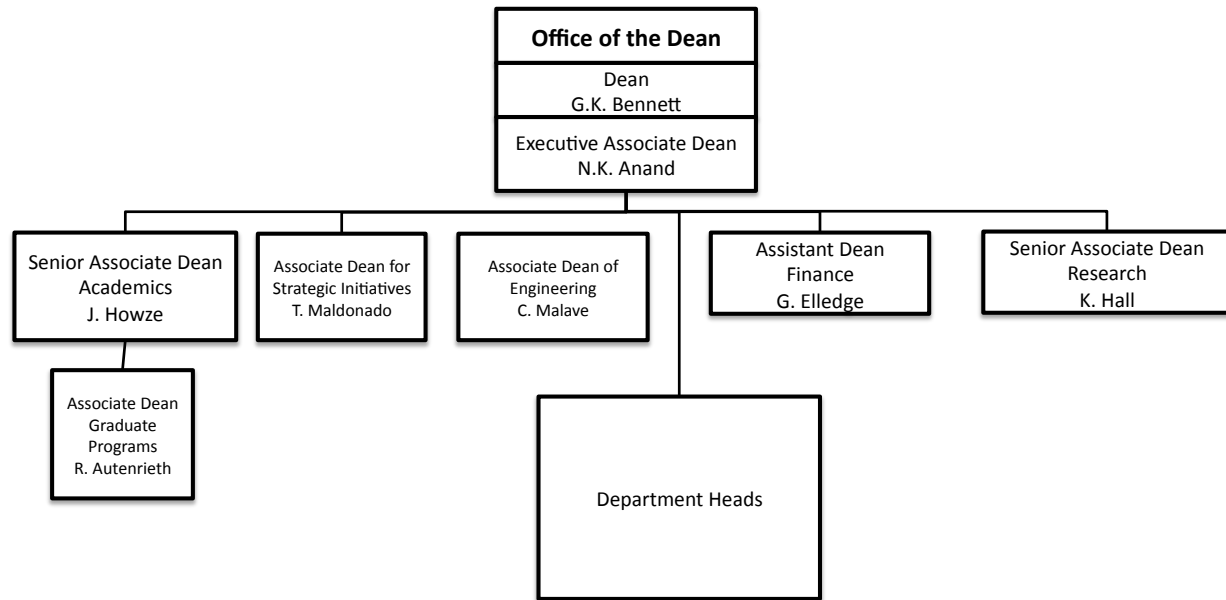 Office of the Dean
Dean
G.K. Bennett
Executive Associate Dean
N.K. Anand
Senior Associate Dean
Academics
J. Howze
Associate Dean for
Strategic Initiatives
T. Maldonado
Associate Dean of
Engineering
C. Malave
Assistant Dean
Finance
G. Elledge
Senior Associate Dean
Research
K. Hall
Associate Dean
Graduate
Programs
R. Autenrieth
Department Heads